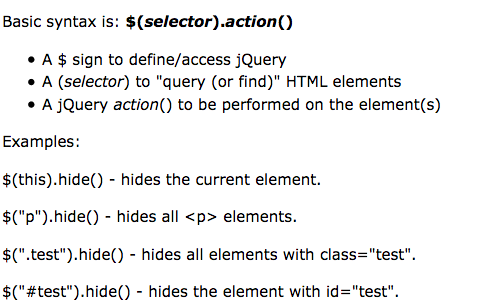 Basic syntax is: $(selector).action()
• A $ sign to define/access jQuery
• A (selector) to "query (or find)" HTML elements
• A jQuery action() to be performed on the element(s)
Examples:
$(this).hide() - hides the current element.
$("p").hide() - hides all <p> elements.
$(".test").hide() - hides all elements with class="test".
$("#test").hide() - hides the element with id="test".